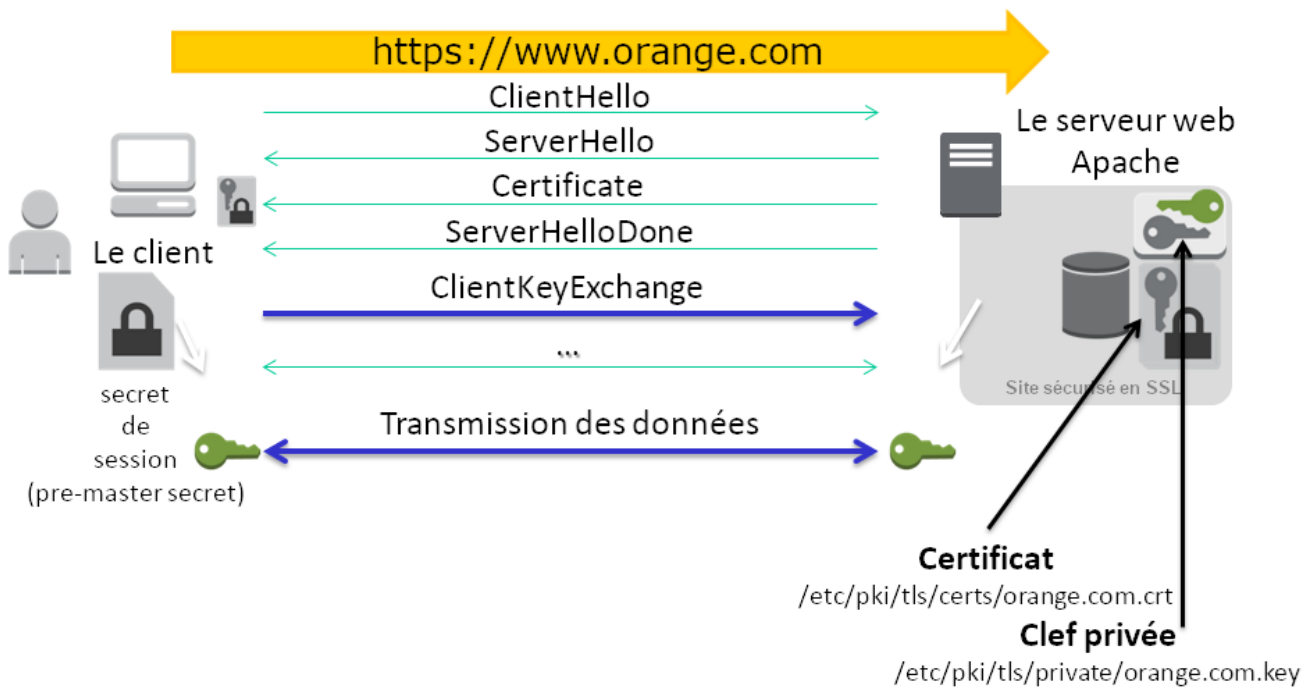 https://www.orange.com
ClientHello
ServerHello
Certificate
ServerHelloDone
ClientKeyExchange
...
Transmission des données
Le client
secret
de
session
(pre-master secret)
Le serveur web
Apache
Site sécurisé en SSL
Certificat
/etc/pki/tls/certs/orange.com.crt
Clef privée
/etc/pki/tls/private/orange.com.key